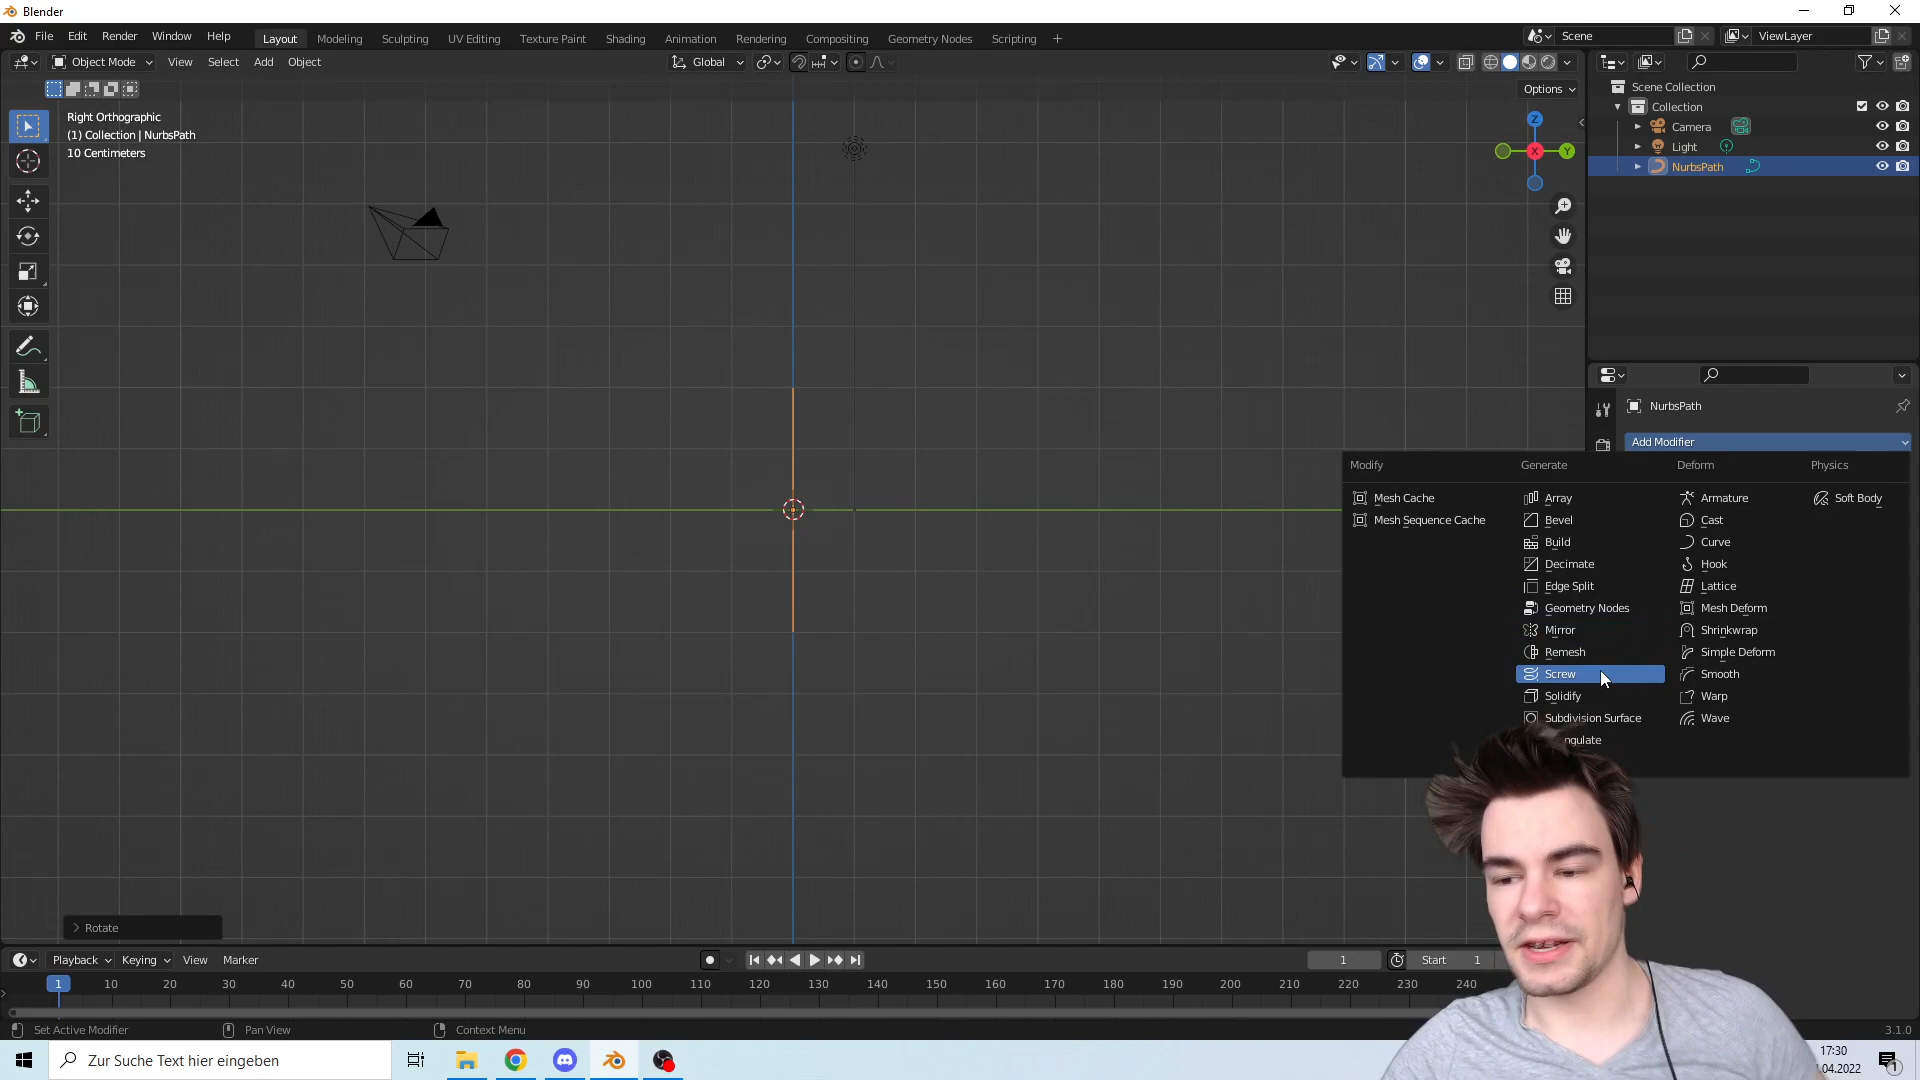 Blender
File Edit Render Window Help
Layout Modeling Sculpting UV Editing Texture Paint Shading Animation Rendering Compositing Geometry Nodes Scripting +
Scene
ViewLayer
Object Mode View Select Add Object
Global
Options
Right Orthographic
(1) Collection | NurbsPath
10 Centimeters
Z
X
Y
Scene Collection
Collection
Camera
Light
NurbsPath
NurbsPath
Add Modifier
Modify Generate Deform Physics
Mesh Cache Array Armature Soft Body
Mesh Sequence Cache Bevel Cast
Build Curve
Decimate Hook
Edge Split Lattice
Geometry Nodes Mesh Deform
Mirror Shrinkwrap
Remesh Simple Deform
Screw Smooth
Solidify Warp
Subdivision Surface Wave
ngulate
Rotate
Playback Keying View Marker
1 Start 1
1 10 20 30 40 50 60 70 80 90 100 110 120 130 140 150 160 170 180 190 200 210 220 230 240
Set Active Modifier Pan View Context Menu
3.1.0
Zur Suche Text hier eingeben
17:30
.04.2022
1